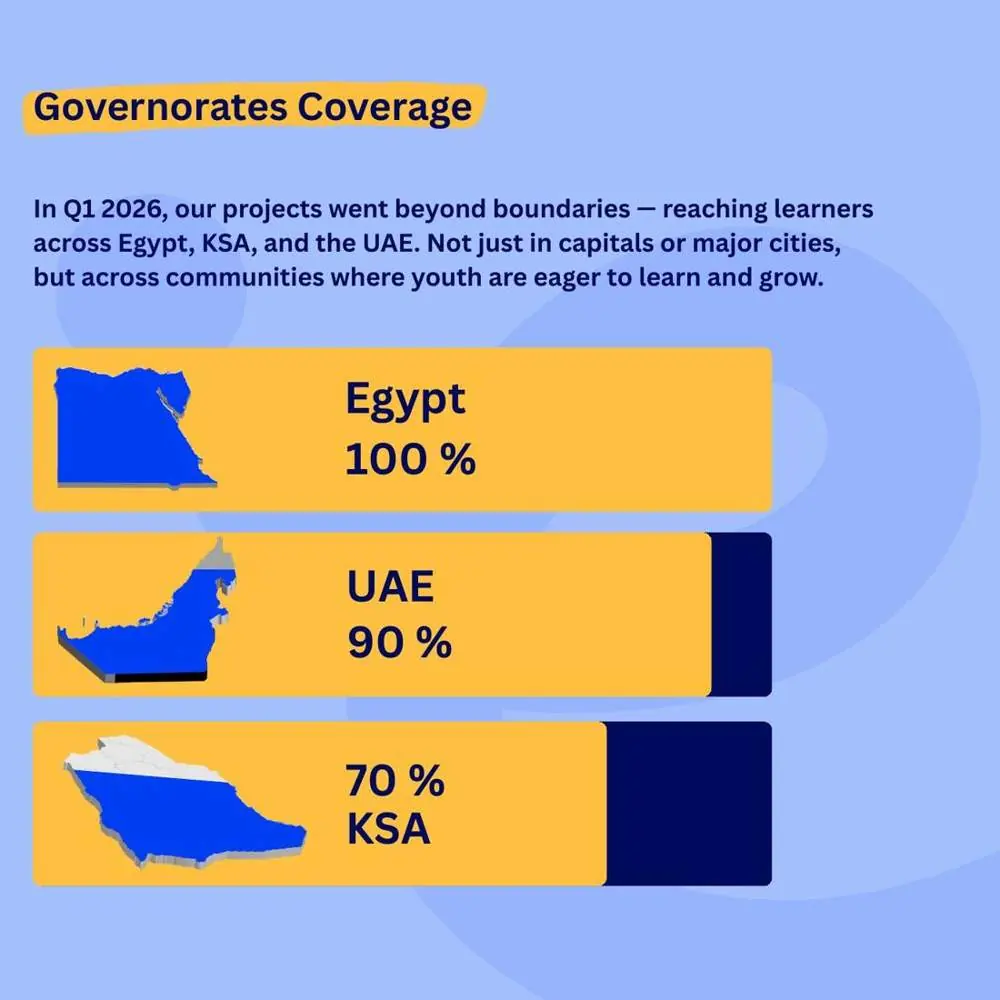 Governorates Coverage
In Q1 2026, our projects went beyond boundaries — reaching learners
across Egypt, KSA, and the UAE. Not just in capitals or major cities,
but across communities where youth are eager to learn and grow.
Egypt
100 %
UAE
90 %
70 %
KSA